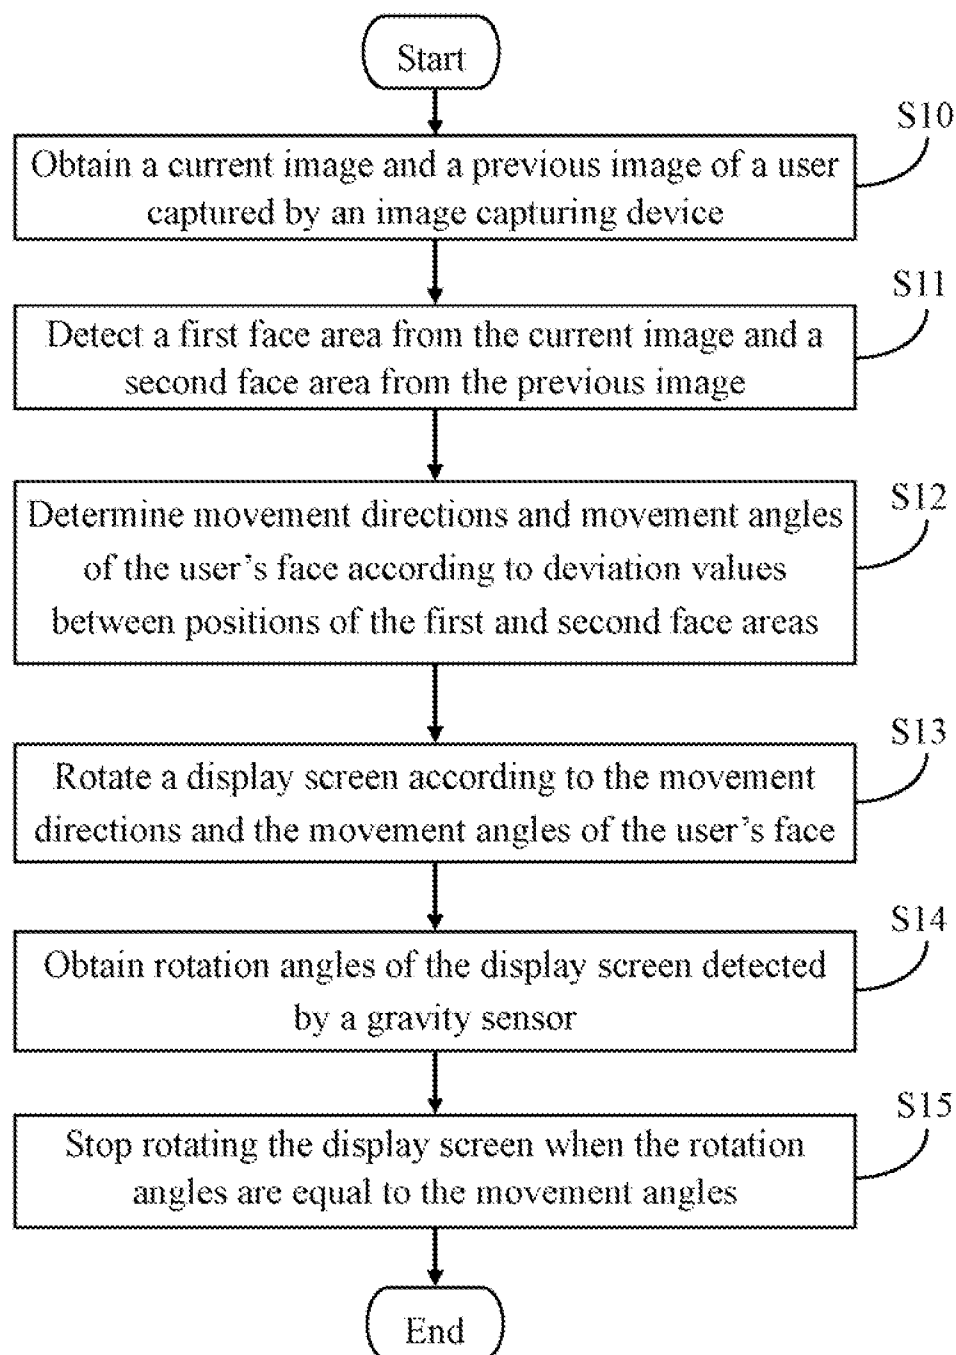 Start
S10
Obtain a current image and a previous image of a user
captured by an image capturing device
S11
Detect a first face area from the current image and a
second face area from the previous image
S12
Determine movement directions and movement angles
of the user’s face according to deviation values
between positions of the first and second face areas
S13
Rotate a display screen according to the movement
directions and the movement angles of the user’s face
S14
Obtain rotation angles of the display screen detected
by a gravity sensor
S15
Stop rotating the display screen when the rotation
angles are equal to the movement angles
End